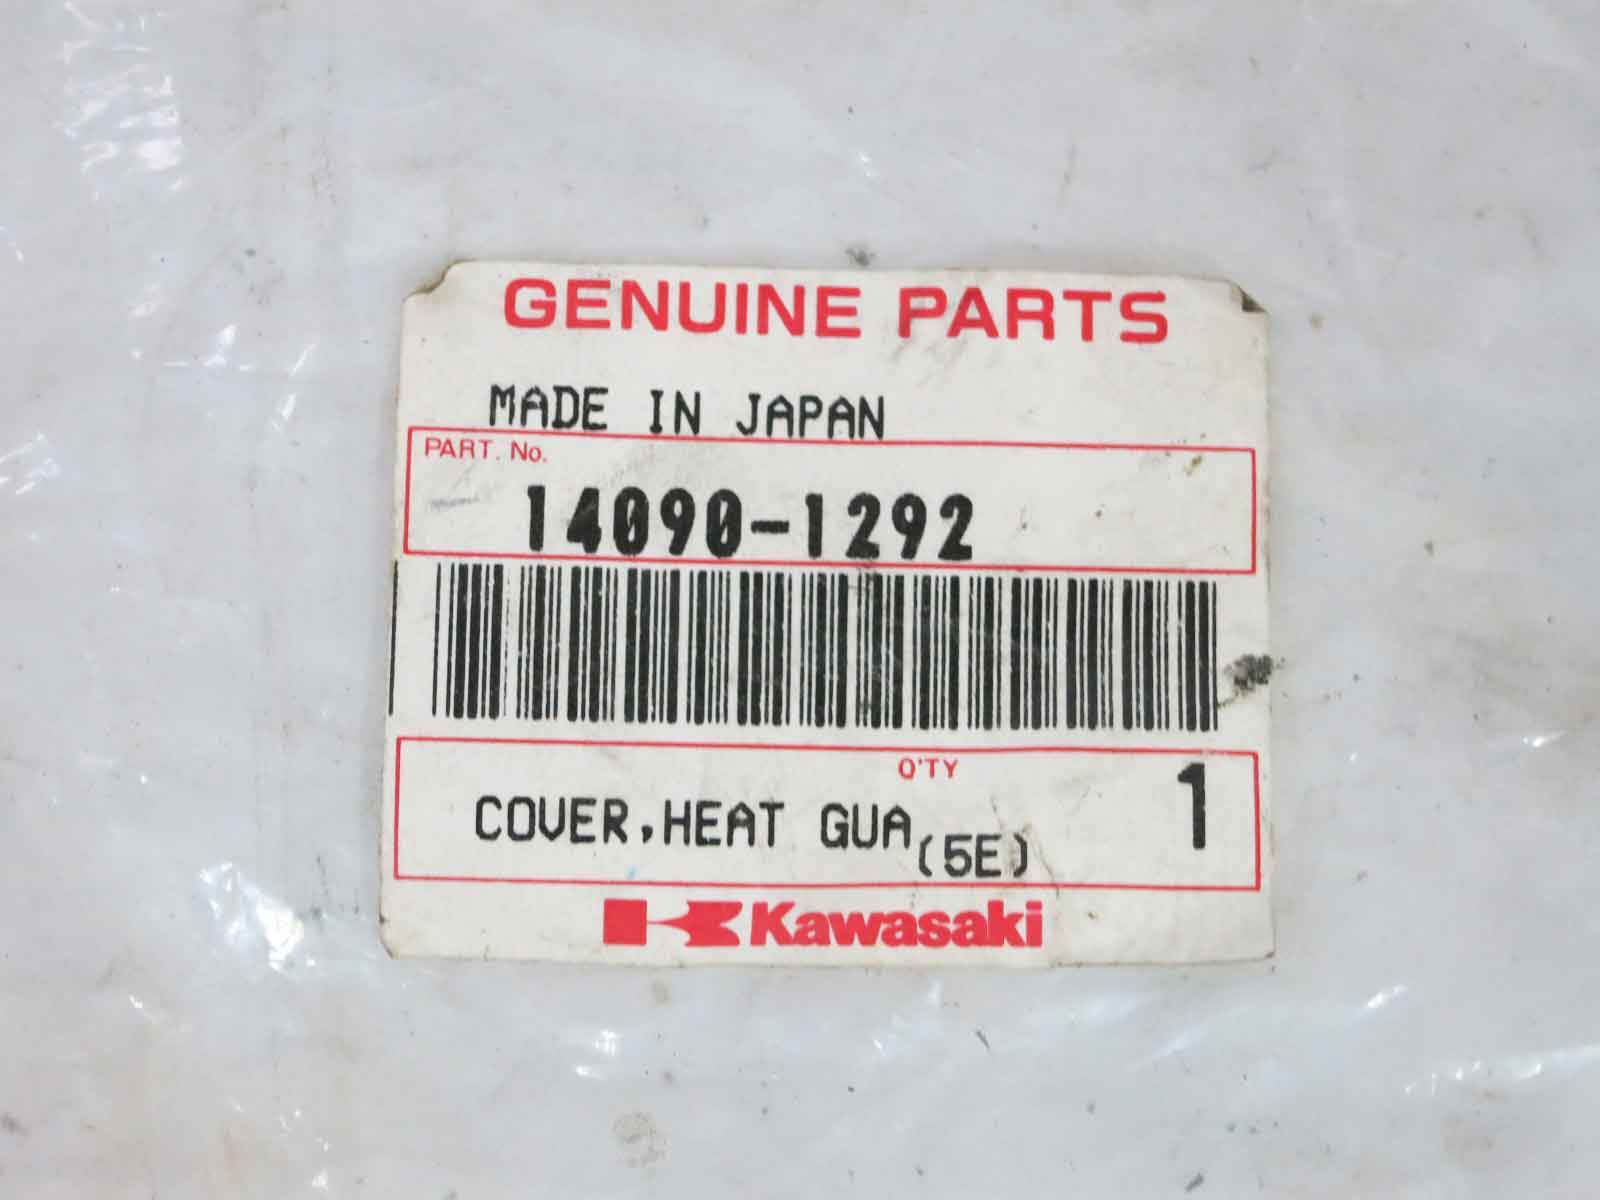 GENUINE PARTS
MADE IN JAPAN
PART. No.
14090-1292
Q'TY
COVER,HEAT GUA(5E) 1
Kawasaki